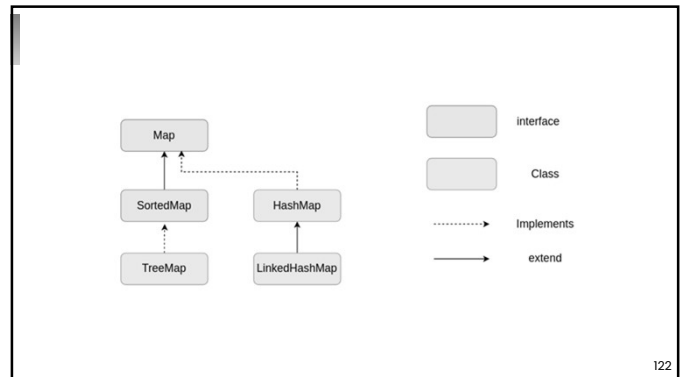 Map
SortedMap
HashMap
TreeMap
LinkedHashMap
interface
Class
Implements
extend
122